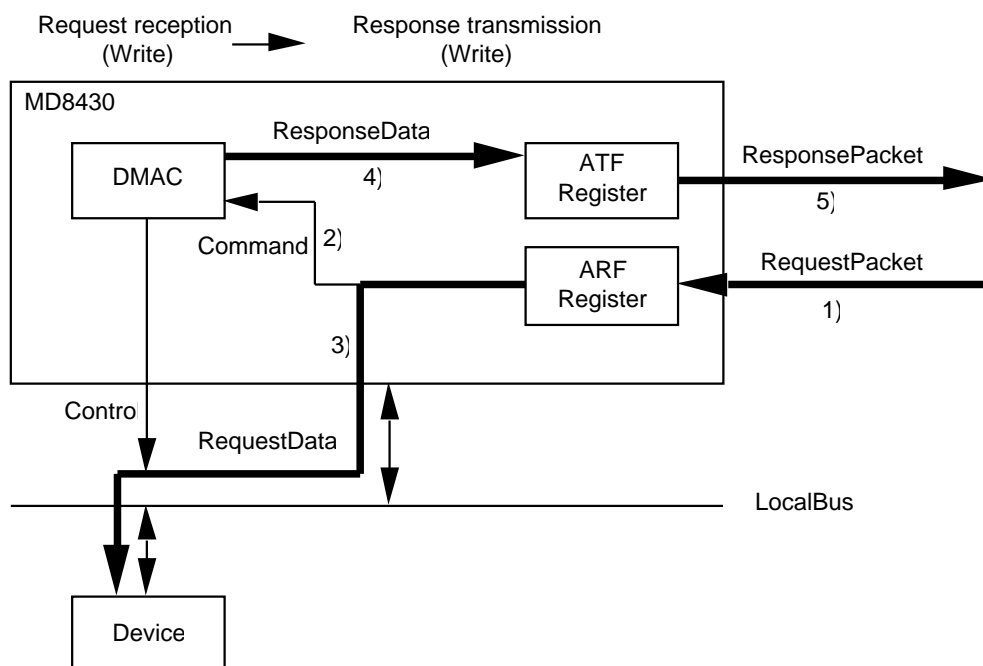 Request reception
(Write)
Response transmission
(Write)
MD8430
ResponseData
4)
DMAC
ATF
Register
ResponsePacket
5)
2)
Command
ARF
Register
RequestPacket
1)
3)
Control
RequestData
LocalBus
Device